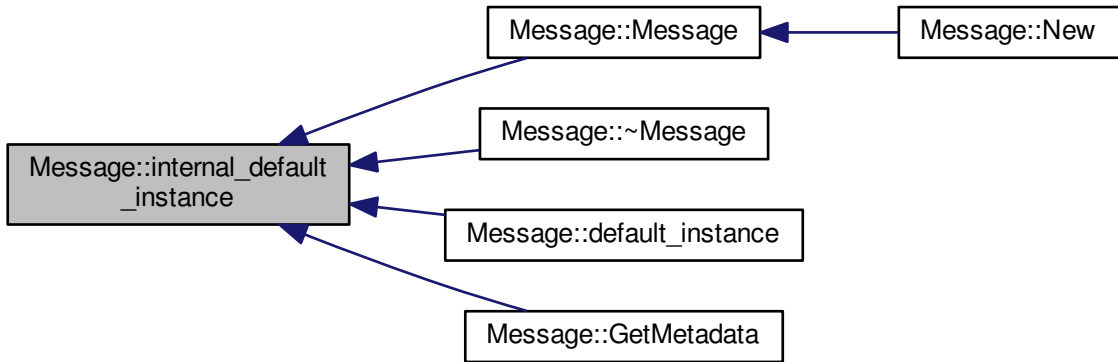 Message::Message
Message::New
Message::~Message
Message::internal_default
_instance
Message::default_instance
Message::GetMetadata